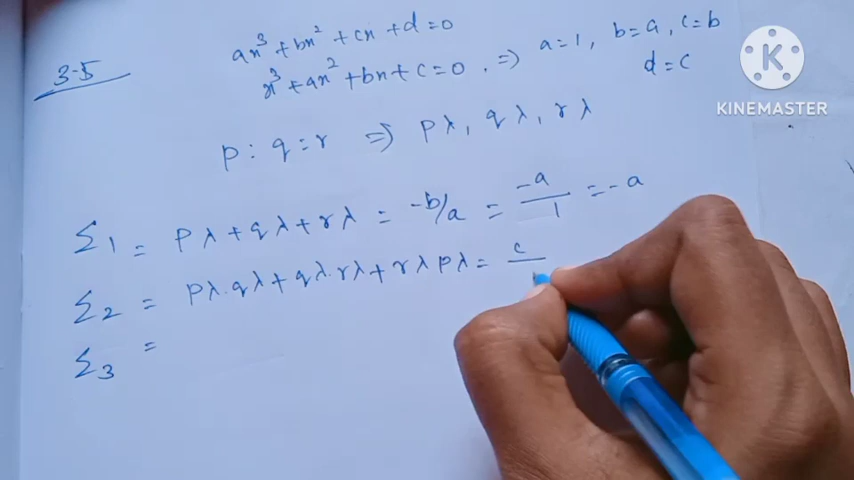 ax³ + bx² + cx + d = 0
3-5
x³ + ax² + bx + c = 0, ⇒ a = 1, b = a, c = b
d = c
KINEMASTER
p : q = r ⇒ pλ, qλ, rλ
Σ1 = pλ + qλ + rλ = -b/a = -a/1 = -a
Σ2 = pλ.qλ + qλ.rλ + rλ pλ = c
Σ3 =